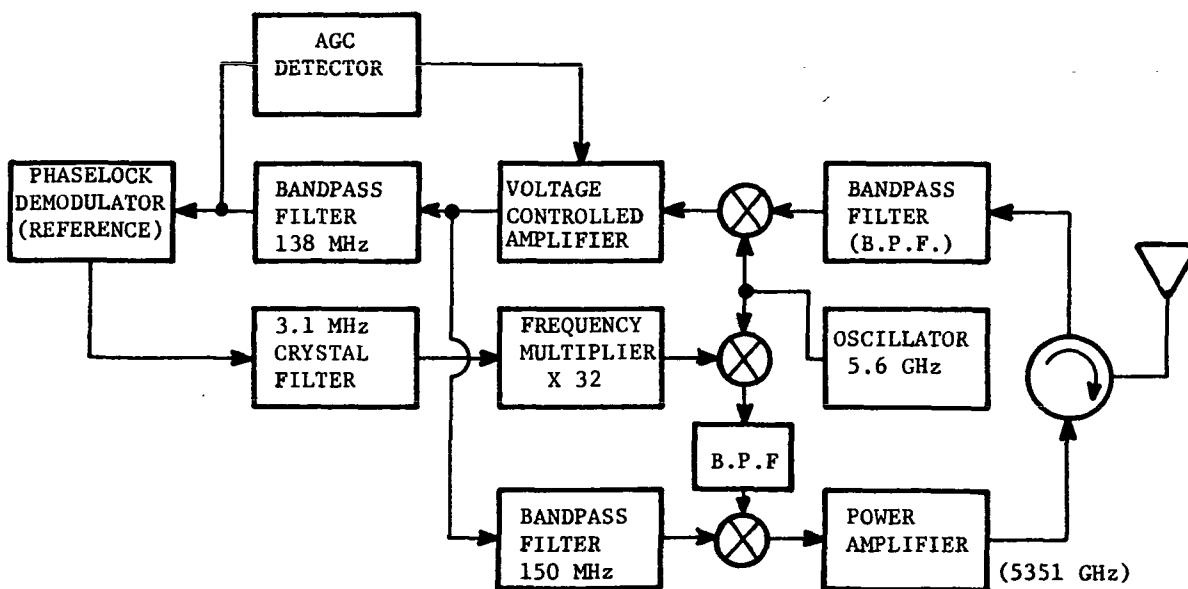 AGC
DETECTOR
PHASELOCK
DEMODULATOR
(REFERENCE)
BANDPASS
FILTER
138 MHz
VOLTAGE
CONTROLLED
AMPLIFIER
BANDPASS
FILTER
(B.P.F.)
3.1 MHz
CRYSTAL
FILTER
FREQUENCY
MULTIPLIER
X 32
OSCILLATOR
5.6 GHz
B.P.F
BANDPASS
FILTER
150 MHz
POWER
AMPLIFIER
(5351 GHz)